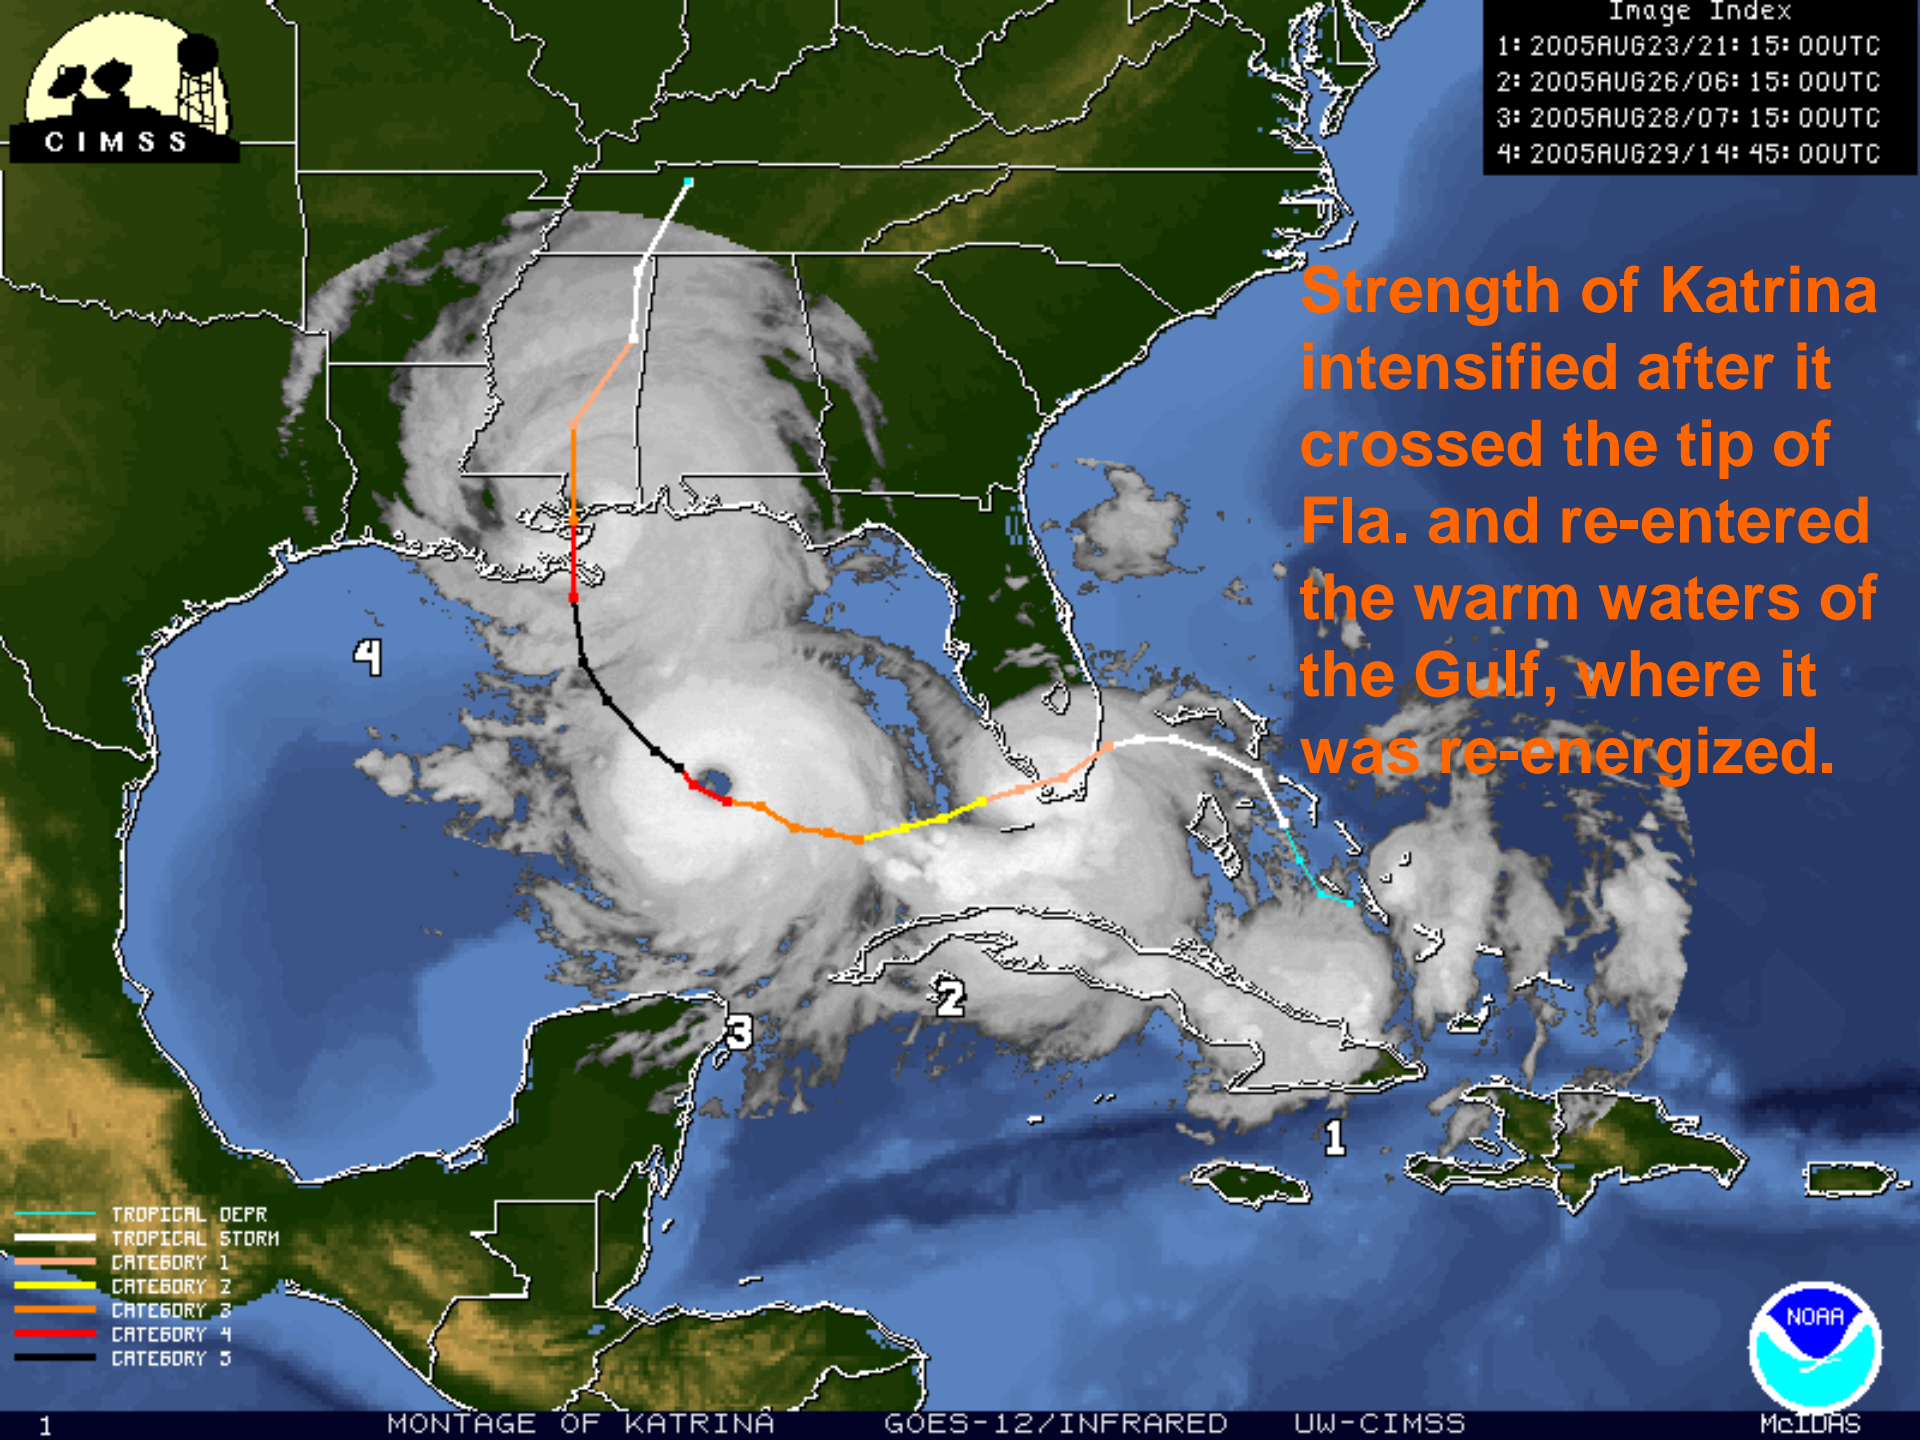 CIMSS
Image Index
1: 2005AUG23/21:15:00UTC
2: 2005AUG26/06:15:00UTC
3: 2005AUG28/07:15:00UTC
4: 2005AUG29/14:45:00UTC
Strength of Katrina
intensified after it
crossed the tip of
Fla. and re-entered
the warm waters of
the Gulf, where it
was re-energized.
4
2
3
1
TROPICAL DEPR
TROPICAL STORM
CATEGORY 1
CATEGORY 2
CATEGORY 3
CATEGORY 4
CATEGORY 5
NOAA
1 MONTAGE OF KATRINA GOES-12/INFRARED UW-CIMSS McIDAS